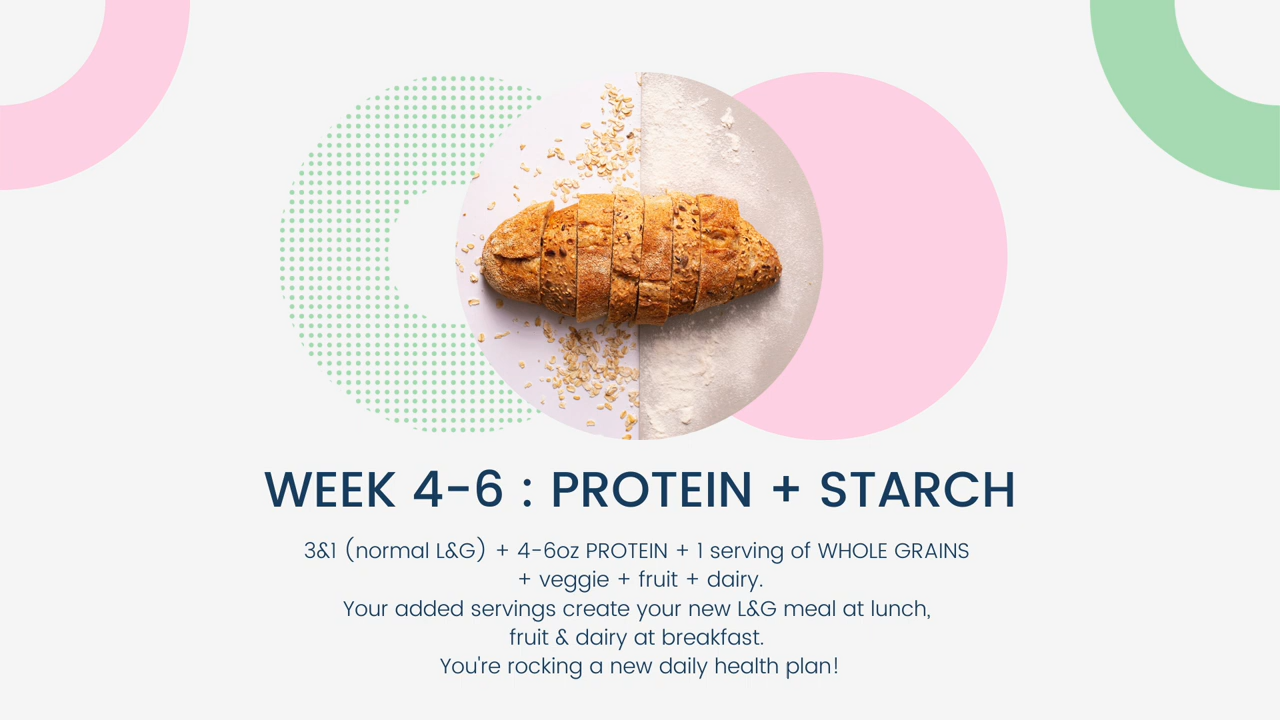 WEEK 4-6 : PROTEIN + STARCH
3&1 (normal L&G) + 4-6oz PROTEIN + 1 serving of WHOLE GRAINS
+ veggie + fruit + dairy.
Your added servings create your new L&G meal at lunch,
fruit & dairy at breakfast.
You're rocking a new daily health plan!